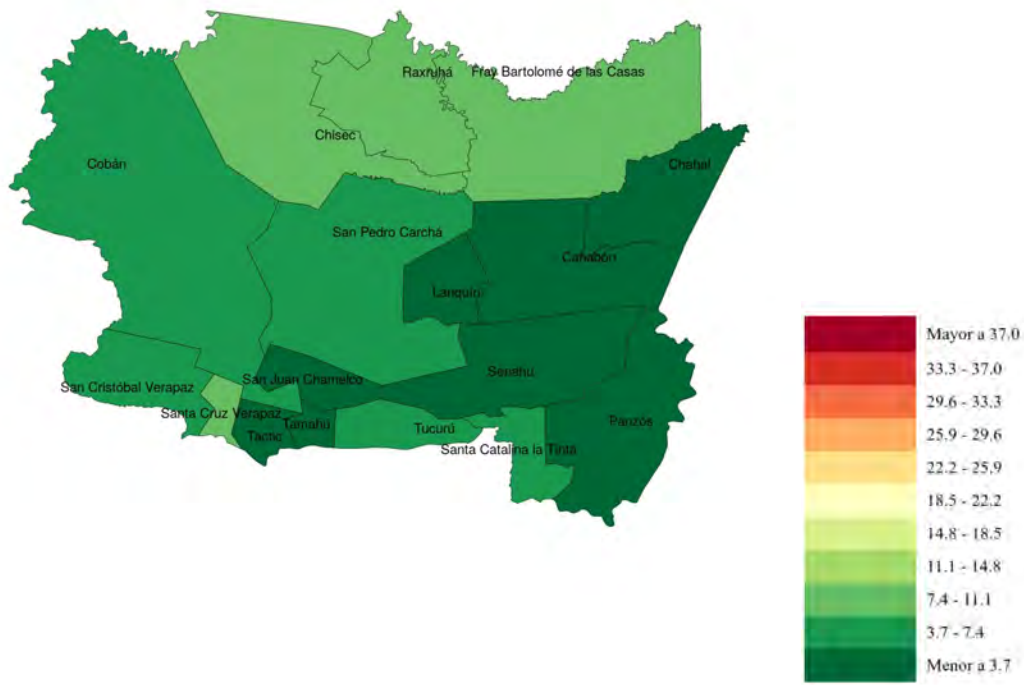 Raxruhá
Fray Bartolomé de las Casas
Chisec
Cobán
Chahal
San Pedro Carchá
Cahabón
Lanquín
Senahú
San Juan Chamelco
San Cristóbal Verapaz
Santa Cruz Verapaz
Tamahú
Tactic
Tucurú
Panzós
Santa Catalina la Tinta
Mayor a 37.0
33.3 - 37.0
29.6 - 33.3
25.9 - 29.6
22.2 - 25.9
18.5 - 22.2
14.8 - 18.5
11.1 - 14.8
7.4 - 11.1
3.7 - 7.4
Menor a 3.7